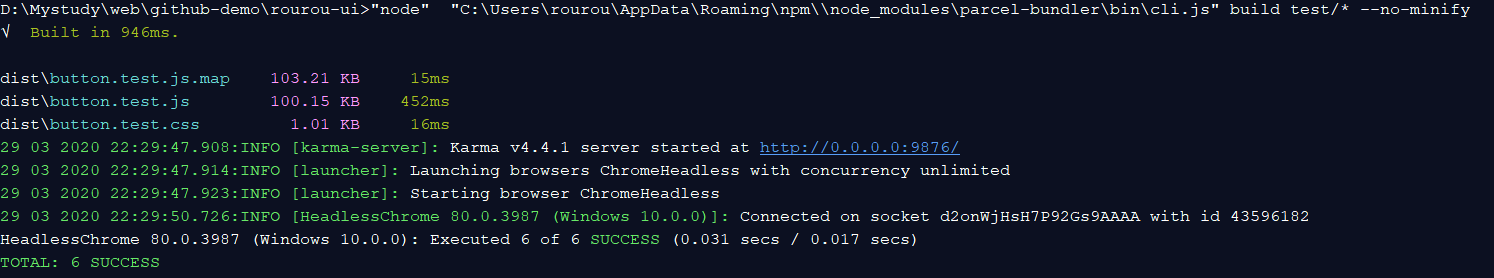 D:\Mystudy\web\github-demo\rourou-ui>"node"  "C:\Users\rourou\AppData\Roaming\npm\\node_modules\parcel-bundler\bin\cli.js" build test/* --no-minify
√  Built in 946ms.
dist\button.test.js.map    103.21 KB     15ms
dist\button.test.js        100.15 KB    452ms
dist\button.test.css         1.01 KB     16ms
29 03 2020 22:29:47.908:INFO [karma-server]: Karma v4.4.1 server started at http://0.0.0.0:9876/
29 03 2020 22:29:47.914:INFO [launcher]: Launching browsers ChromeHeadless with concurrency unlimited
29 03 2020 22:29:47.923:INFO [launcher]: Starting browser ChromeHeadless
29 03 2020 22:29:50.726:INFO [HeadlessChrome 80.0.3987 (Windows 10.0.0)]: Connected on socket d2onWjHsH7P92Gs9AAAA with id 43596182
HeadlessChrome 80.0.3987 (Windows 10.0.0): Executed 6 of 6 SUCCESS (0.031 secs / 0.017 secs)
TOTAL: 6 SUCCESS